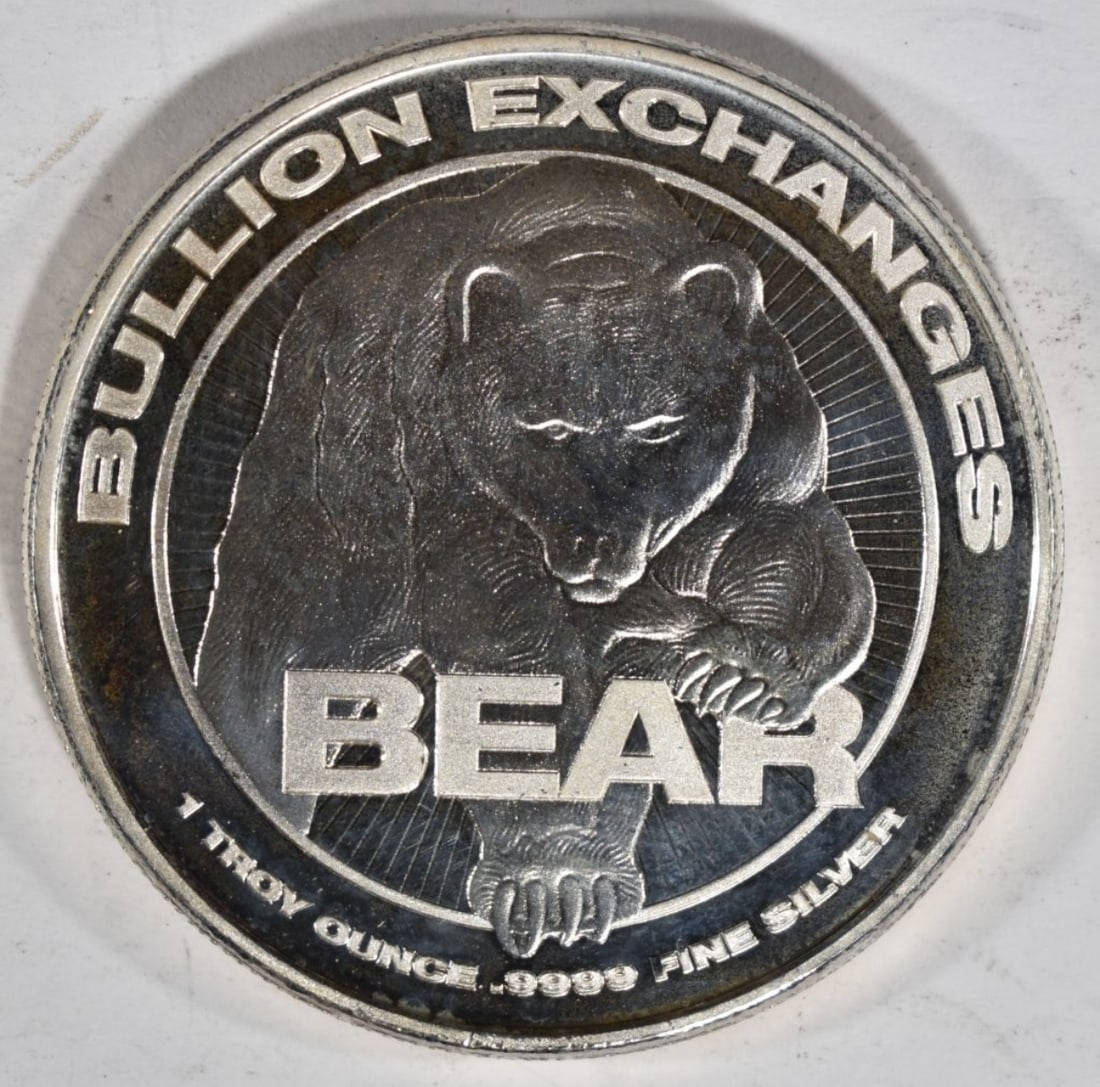 BULLION EXCHANGES
BEAR
1 TROY OUNCE .9999 FINE SILVER